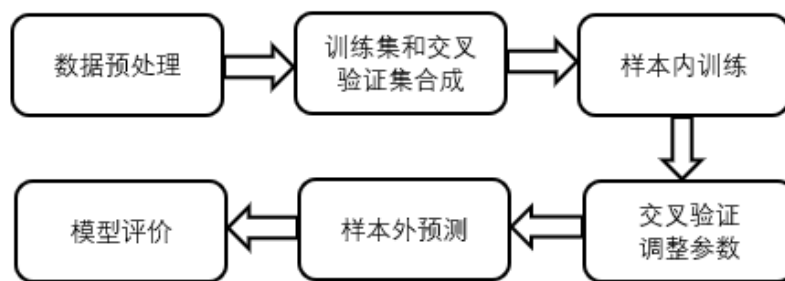 数据预处理
训练集和交叉
验证集合成
样本内训练
交叉验证
调整参数
样本外预测
模型评价